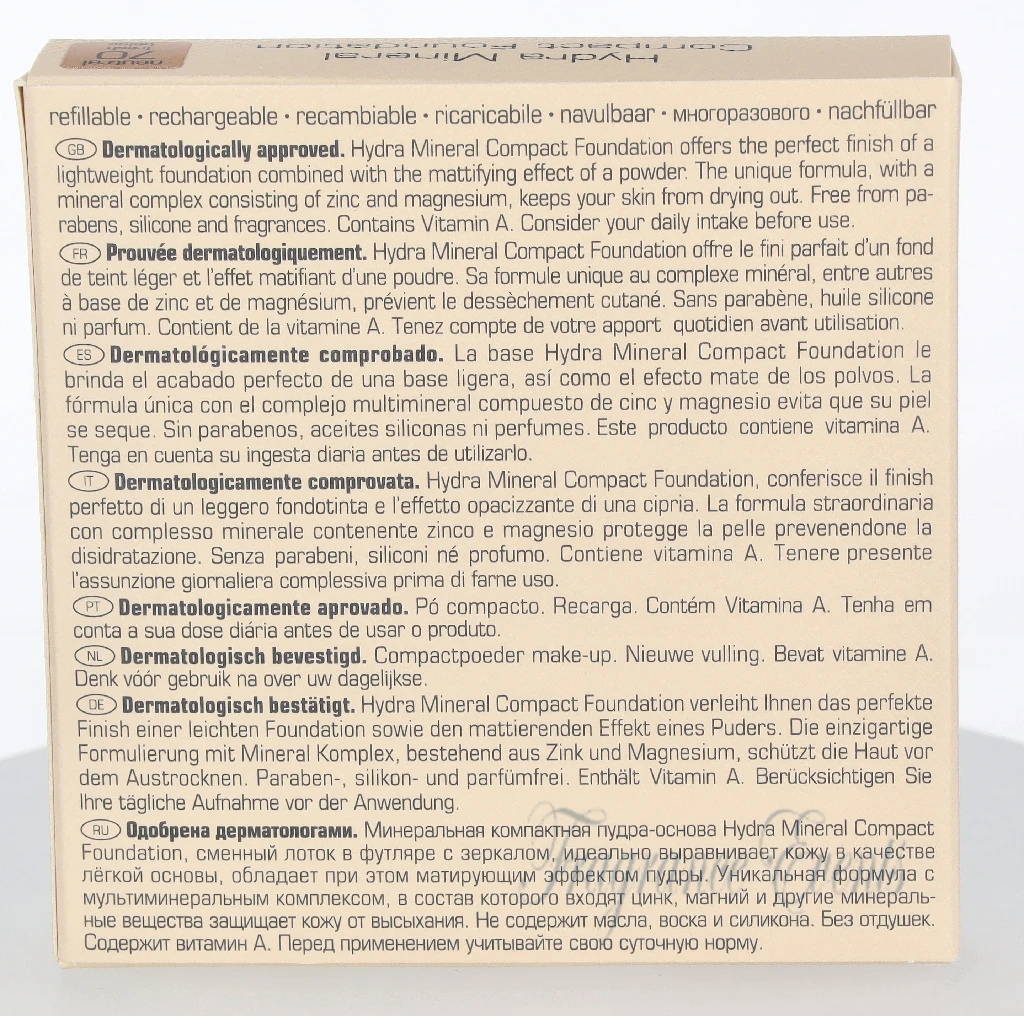 Compact Foundation
Hydra Mineral
neutral
70
fresh
beige
refillable · rechargeable · recambiable · ricaricabile · navulbaar · многоразового · nachfüllbar
GB Dermatologically approved. Hydra Mineral Compact Foundation offers the perfect finish of a
lightweight foundation combined with the mattifying effect of a powder. The unique formula, with a
mineral complex consisting of zinc and magnesium, keeps your skin from drying out. Free from pa-
rabens, silicone and fragrances. Contains Vitamin A. Consider your daily intake before use.
FR Prouvée dermatologiquement. Hydra Mineral Compact Foundation offre le fini parfait d'un fond
de teint léger et l'effet matifiant d'une poudre. Sa formule unique au complexe minéral, entre autres
à base de zinc et de magnésium, prévient le dessèchement cutané. Sans parabène, huile silicone
ni parfum. Contient de la vitamine A. Tenez compte de votre apport quotidien avant utilisation.
ES Dermatológicamente comprobado. La base Hydra Mineral Compact Foundation le
brinda el acabado perfecto de una base ligera, así como el efecto mate de los polvos. La
fórmula única con el complejo multimineral compuesto de cinc y magnesio evita que su piel
se seque. Sin parabenos, aceites siliconas ni perfumes. Este producto contiene vitamina A.
Tenga en cuenta su ingesta diaria antes de utilizarlo.
IT Dermatologicamente comprovata. Hydra Mineral Compact Foundation, conferisce il finish
perfetto di un leggero fondotinta e l'effetto opacizzante di una cipria. La formula straordinaria
con complesso minerale contenente zinco e magnesio protegge la pelle prevenendone la
disidratazione. Senza parabeni, siliconi né profumo. Contiene vitamina A. Tenere presente
l'assunzione giornaliera complessiva prima di farne uso.
PT Dermatologicamente aprovado. Pó compacto. Recarga. Contém Vitamina A. Tenha em
conta a sua dose diária antes de usar o produto.
NL Dermatologisch bevestigd. Compactpoeder make-up. Nieuwe vulling. Bevat vitamine A.
Denk vóór gebruik na over uw dagelijkse.
DE Dermatologisch bestätigt. Hydra Mineral Compact Foundation verleiht Ihnen das perfekte
Finish einer leichten Foundation sowie den mattierenden Effekt eines Puders. Die einzigartige
Formulierung mit Mineral Komplex, bestehend aus Zink und Magnesium, schützt die Haut vor
dem Austrocknen. Paraben-, silikon- und parfümfrei. Enthält Vitamin A. Berücksichtigen Sie
Ihre tägliche Aufnahme vor der Anwendung.
RU Одобрена дерматологами. Минеральная компактная пудра-основа Hydra Mineral Compact
Foundation, сменный лоток в футляре с зеркалом, идеально выравнивает кожу в качестве
лёгкой основы, обладает при этом матирующим эффектом пудры. Уникальная формула с
мультиминеральным комплексом, в состав которого входят цинк, магний и другие минераль-
ные вещества защищает кожу от высыхания. Не содержит масла, воска и силикона. Без отдушек.
Содержит витамин А. Перед применением учитывайте свою суточную норму.